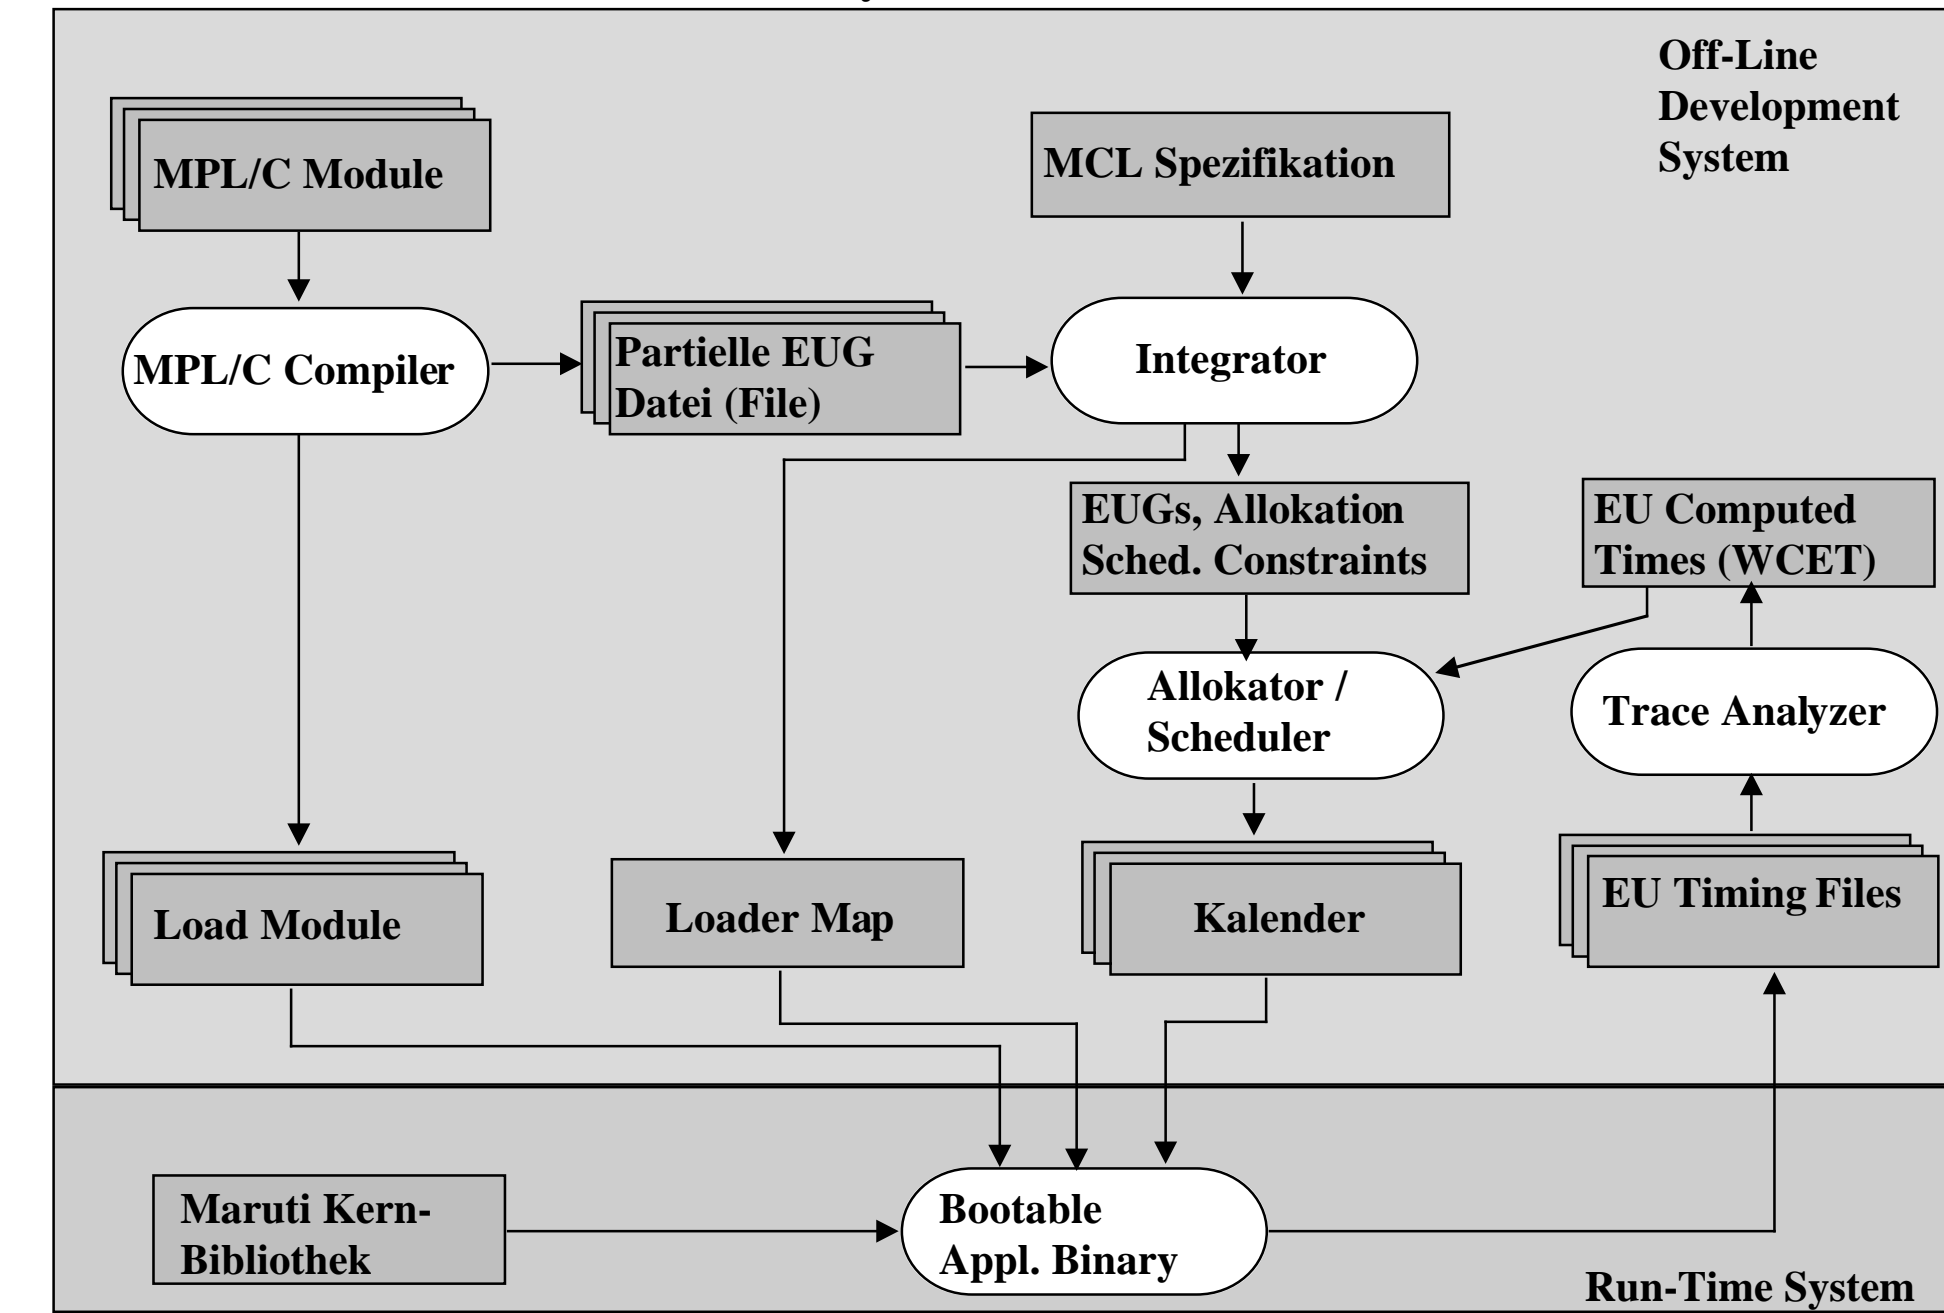 Off-Line
Development
System
MPL/C Module
MCL Spezifikation
MPL/C Compiler
Partielle EUG
Datei (File)
Integrator
EUGs, Allokation
Sched. Constraints
EU Computed
Times (WCET)
Allokator /
Scheduler
Trace Analyzer
Load Module
Loader Map
Kalender
EU Timing Files
Maruti Kern-
Bibliothek
Bootable
Appl. Binary
Run-Time System